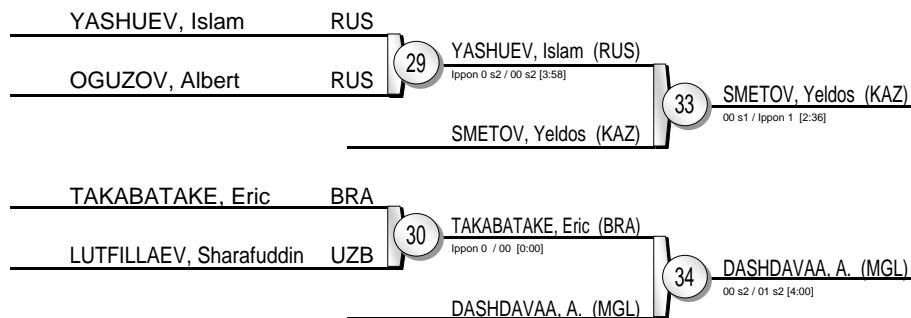 YASHUEV, Islam RUS
29
YASHUEV, Islam (RUS)
Ippon 0 s2 / 00 s2 [3:58]
OGUZOV, Albert RUS
33
SMETOV, Yeldos (KAZ)
00 s1 / Ippon 1 [2:36]
SMETOV, Yeldos (KAZ)
TAKABATAKE, Eric BRA
30
TAKABATAKE, Eric (BRA)
Ippon 0 / 00 [0:00]
LUTFILLAEV, Sharafuddin UZB
34
DASHDAVAA, A. (MGL)
00 s2 / 01 s2 [4:00]
DASHDAVAA, A. (MGL)